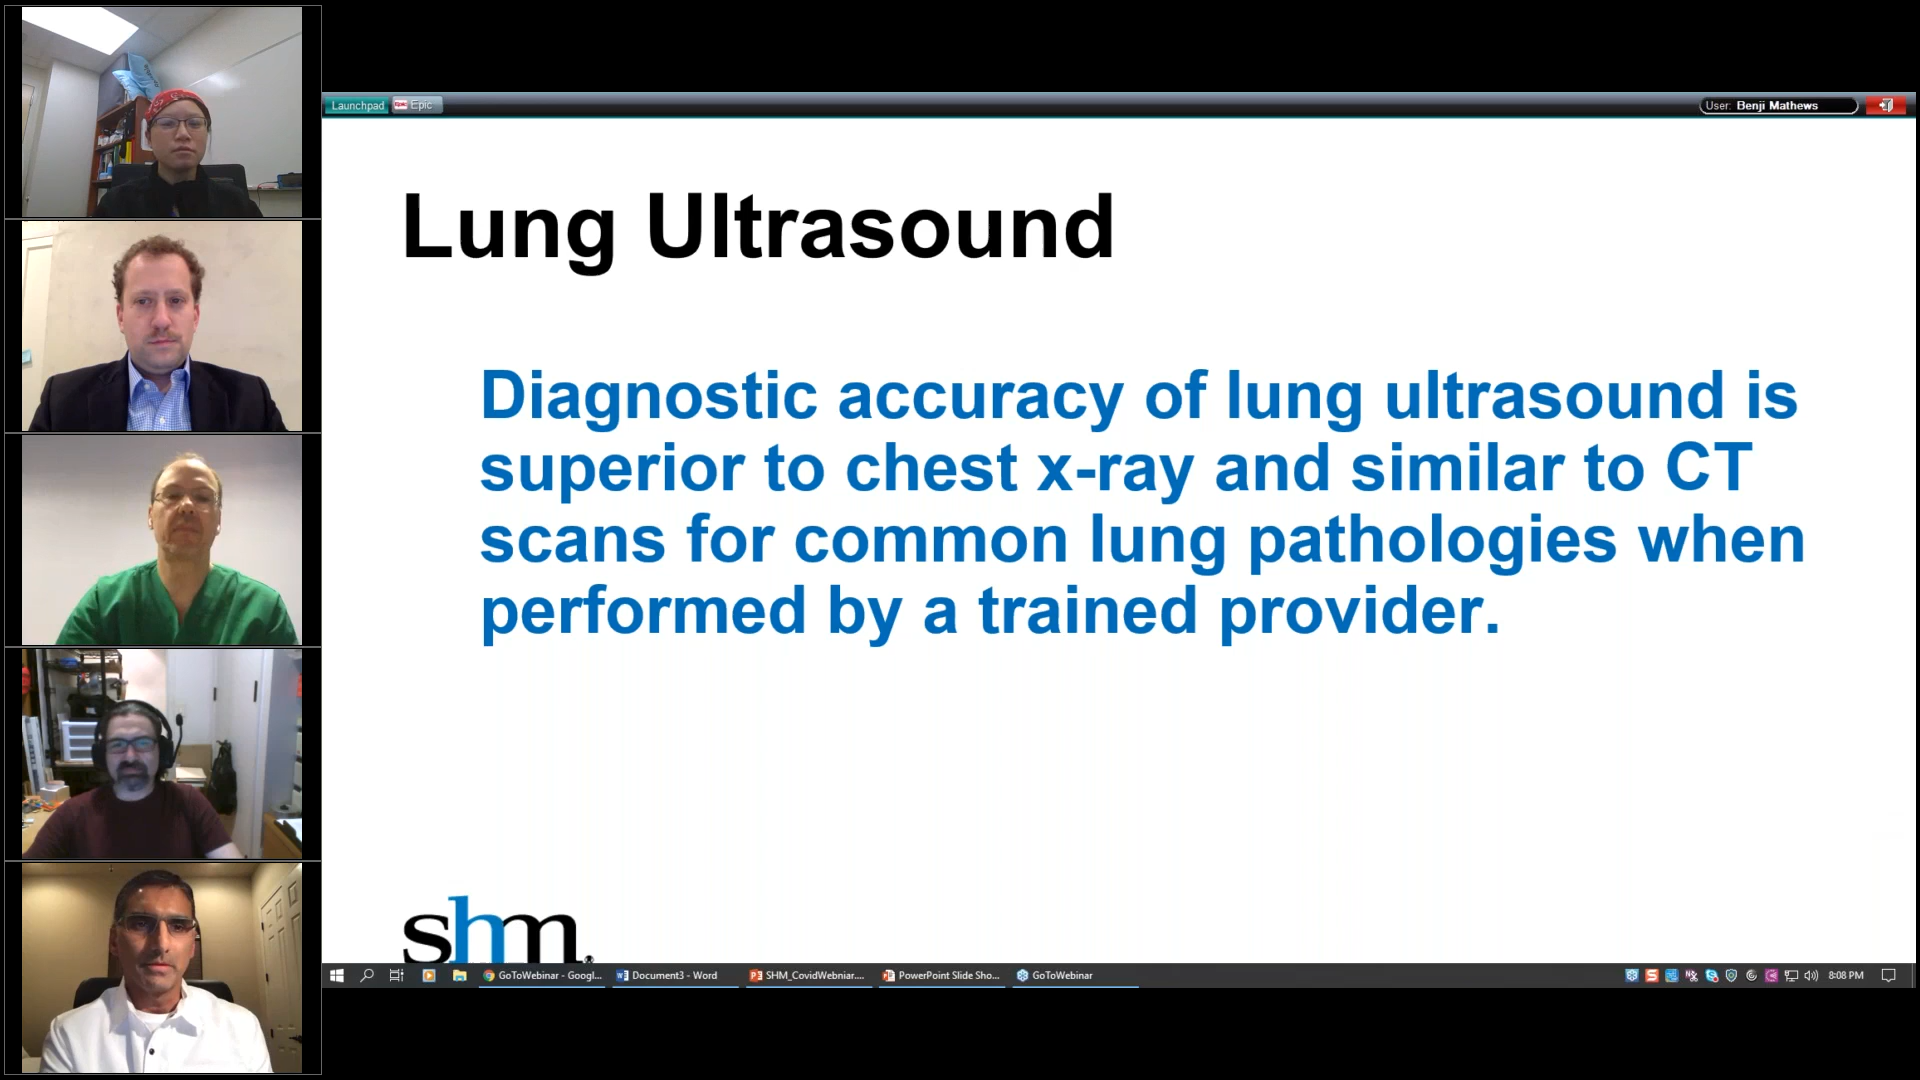 Launchpad Epic Epic User: Benji Mathews
Lung Ultrasound
Diagnostic accuracy of lung ultrasound is
superior to chest x-ray and similar to CT
scans for common lung pathologies when
performed by a trained provider.
shm
GoToWebinar - Googl... Document3 - Word SHM_CovidWebniar.... PowerPoint Slide Sho... GoToWebinar 8:08 PM